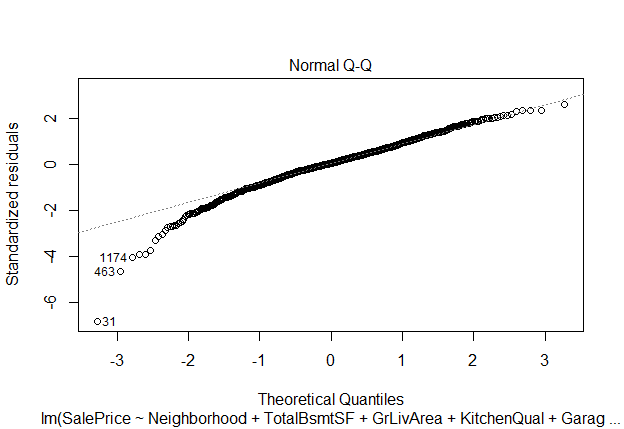 Normal Q-Q
Standardized residuals
2
0
-2
-4
-6
1174
463
31
-3 -2 -1 0 1 2 3
Theoretical Quantiles
lm(SalePrice ~ Neighborhood + TotalBsmtSF + GrLivArea + KitchenQual + Garag ...